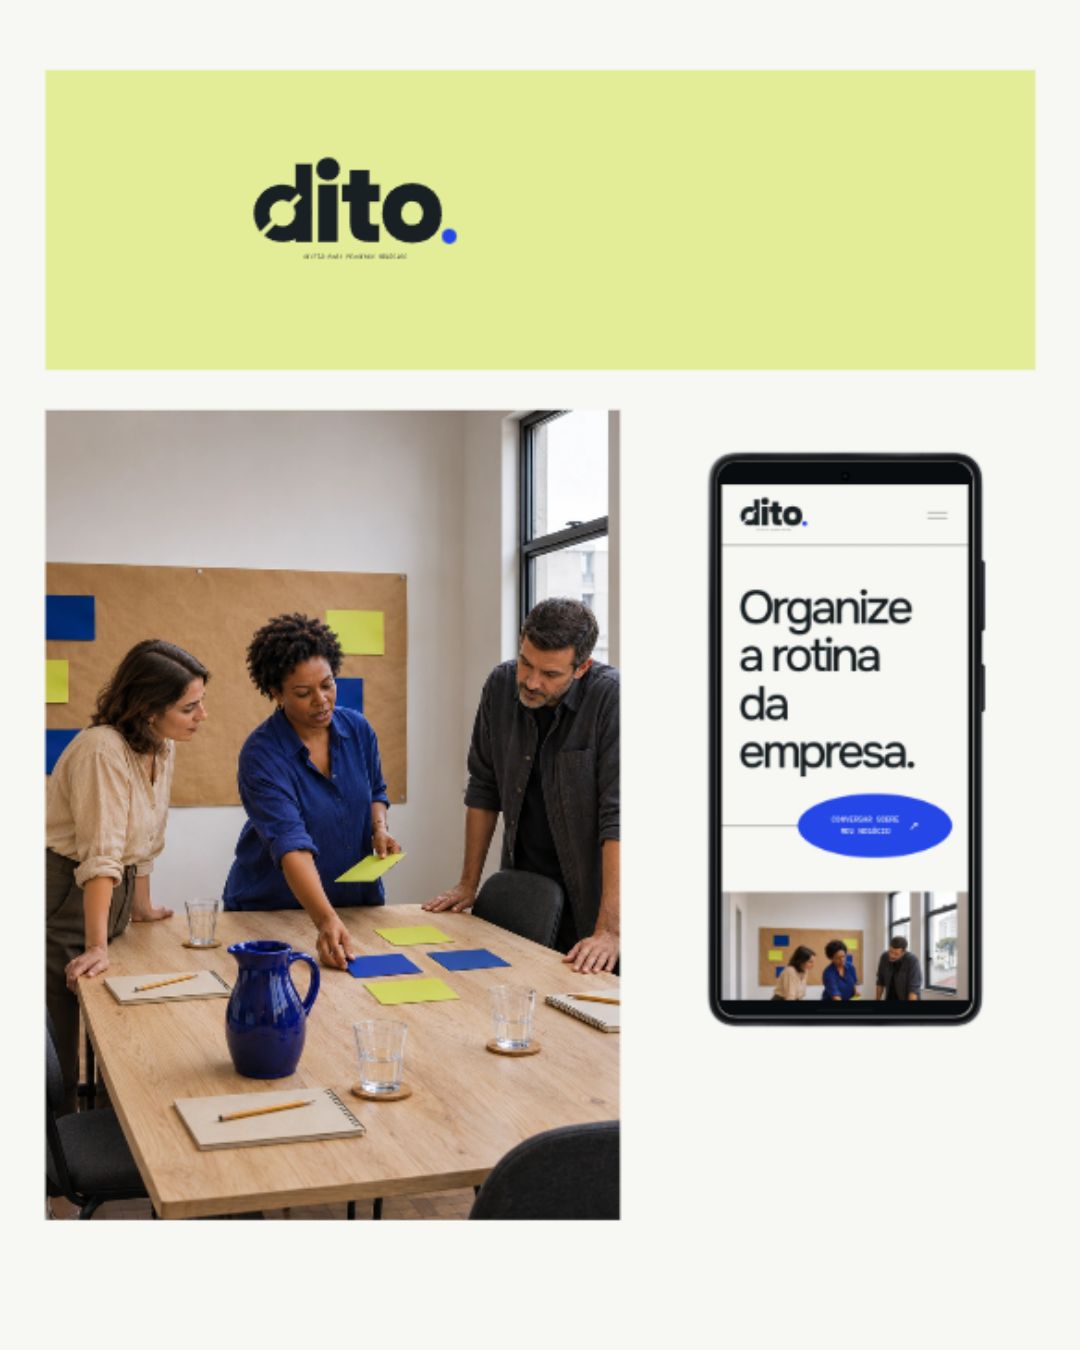 dito.
dito.
Organize
a rotina
da
empresa.
CONVERSAR SOBRE
MEU NEGÓCIO ↗